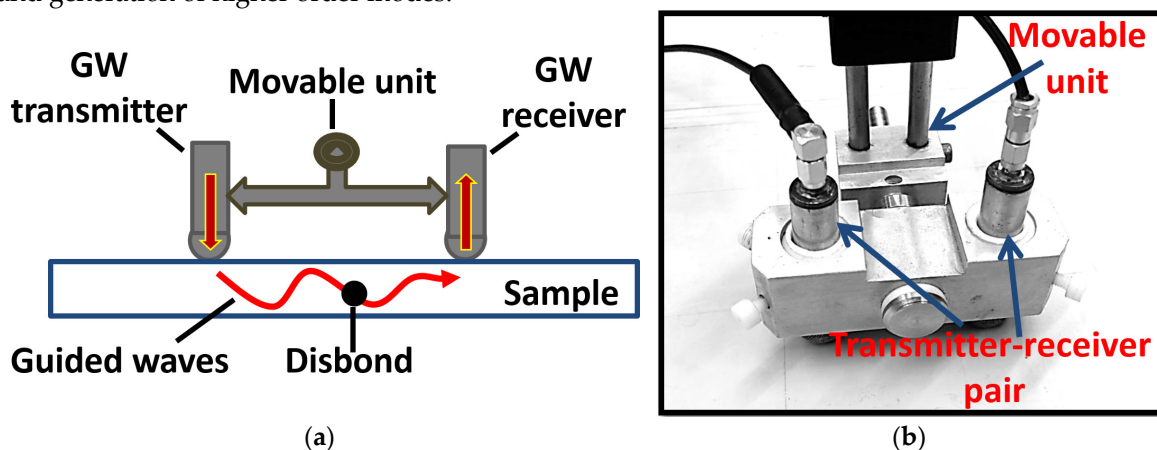 and generation of higher order modes.
GW
transmitter
Movable unit
GW
receiver
Sample
Guided waves
Disbond
(a)
Movable
unit
Transmitter-receiver
pair
(b)